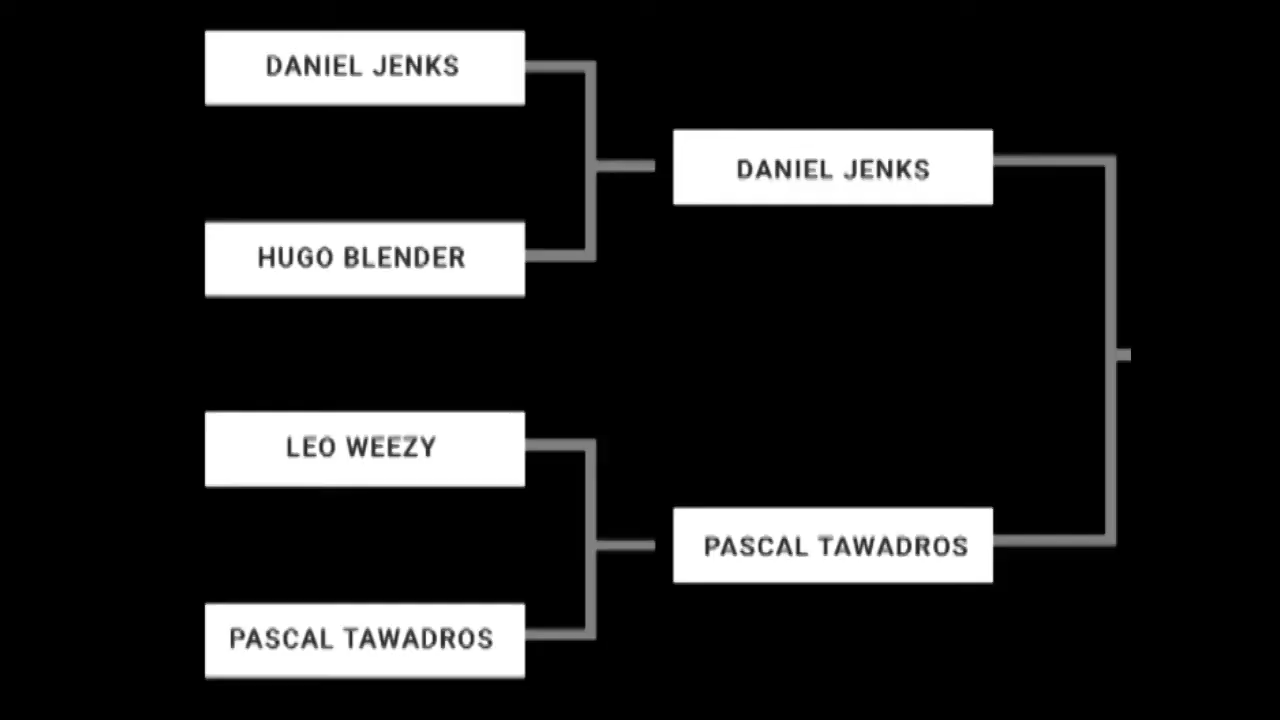 DANIEL JENKS
HUGO BLENDER
LEO WEEZY
PASCAL TAWADROS
DANIEL JENKS
PASCAL TAWADROS